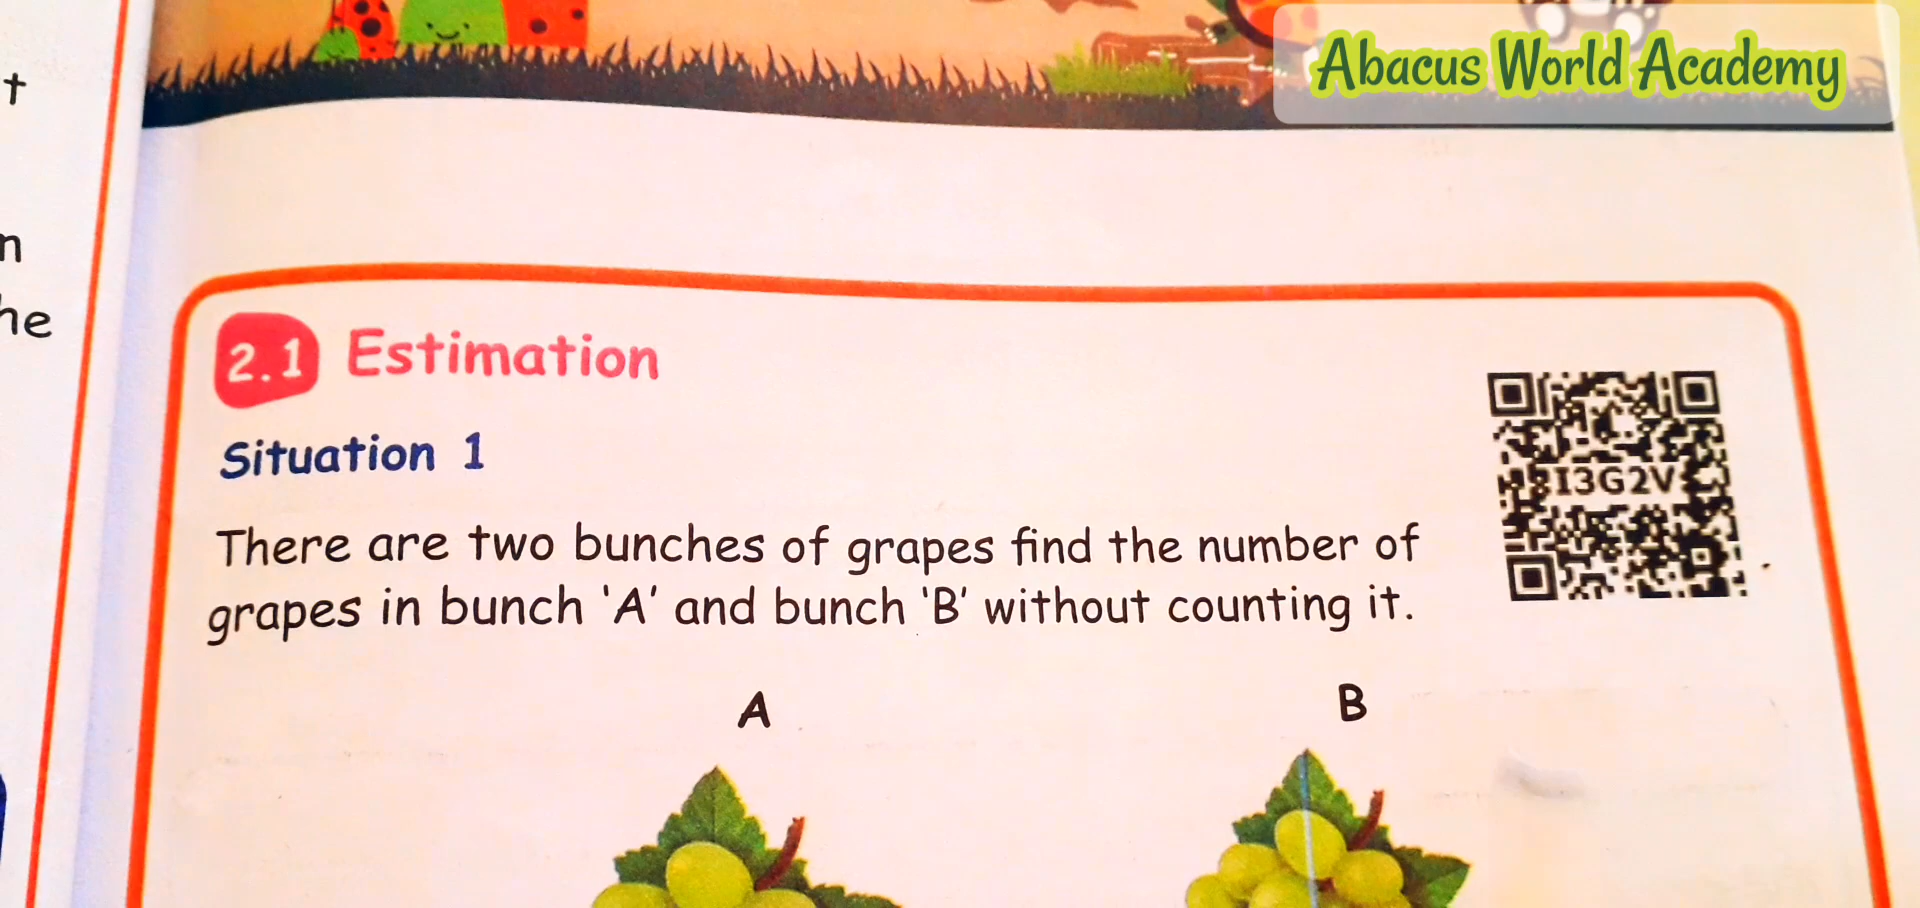 Abacus World Academy
t
n
he
2.1 Estimation
Situation 1
I3G2V
There are two bunches of grapes find the number of
grapes in bunch 'A' and bunch 'B' without counting it.
A
B